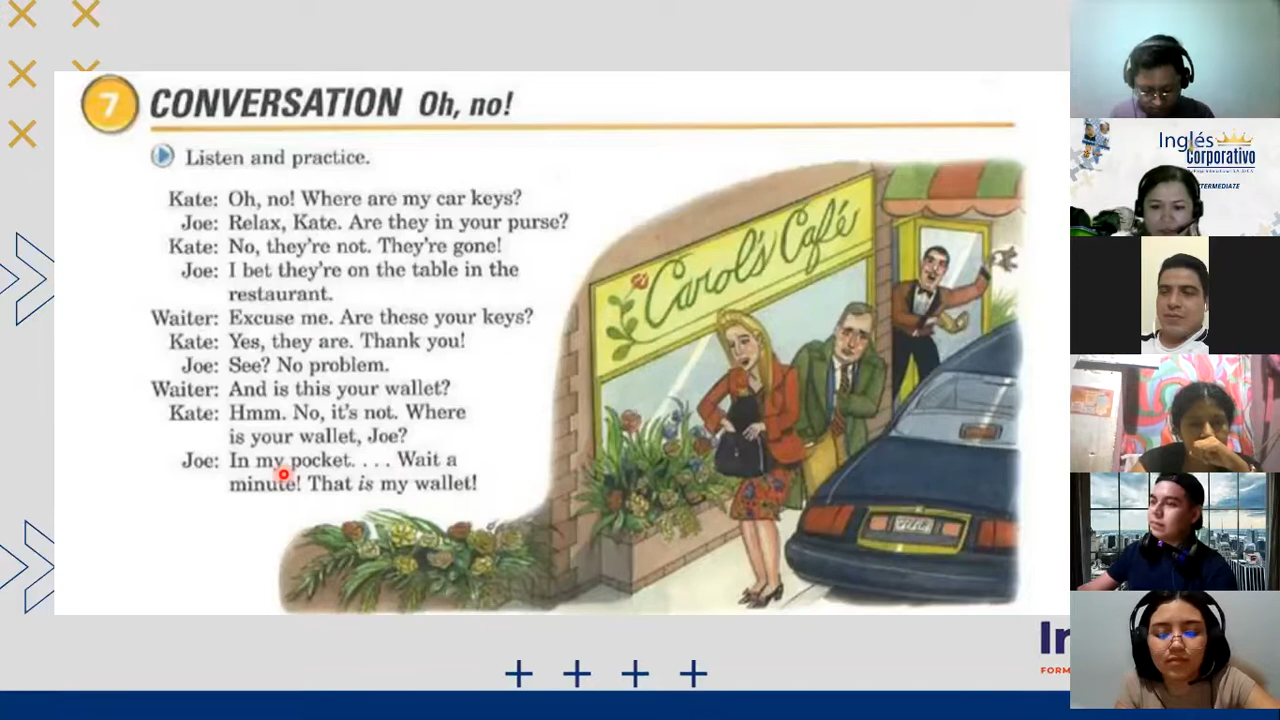 7 CONVERSATION Oh, no!
Listen and practice.
Kate: Oh, no! Where are my car keys?
Joe: Relax, Kate. Are they in your purse?
Kate: No, they're not. They're gone!
Joe: I bet they're on the table in the
restaurant.
Waiter: Excuse me. Are these your keys?
Kate: Yes, they are. Thank you!
Joe: See? No problem.
Waiter: And is this your wallet?
Kate: Hmm. No, it's not. Where
is your wallet, Joe?
Joe: In my pocket. . . . Wait a
minute! That is my wallet!
Carol's Café
Inglés
Corporativo
In
FORM